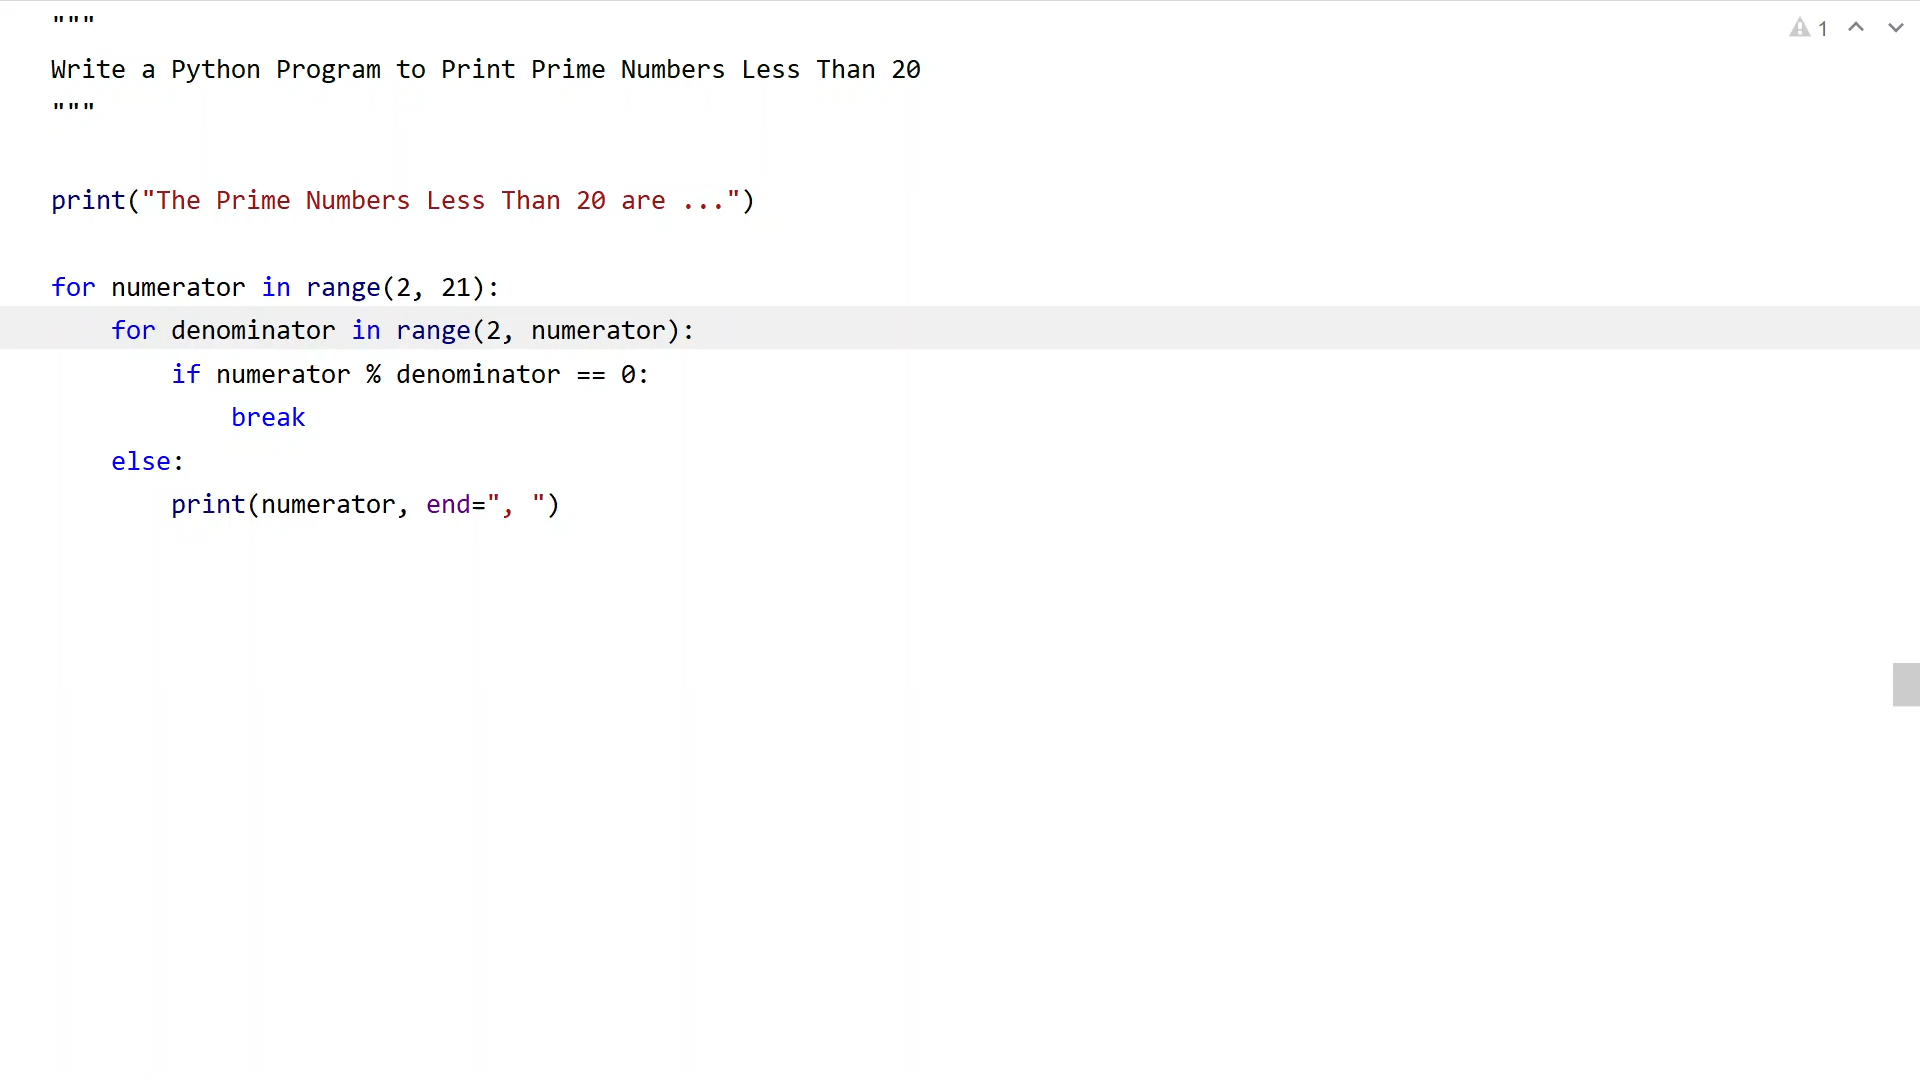 """
1
Write a Python Program to Print Prime Numbers Less Than 20
"""
print("The Prime Numbers Less Than 20 are ...")
for numerator in range(2, 21):
    for denominator in range(2, numerator):
        if numerator % denominator == 0:
            break
    else:
        print(numerator, end=", ")